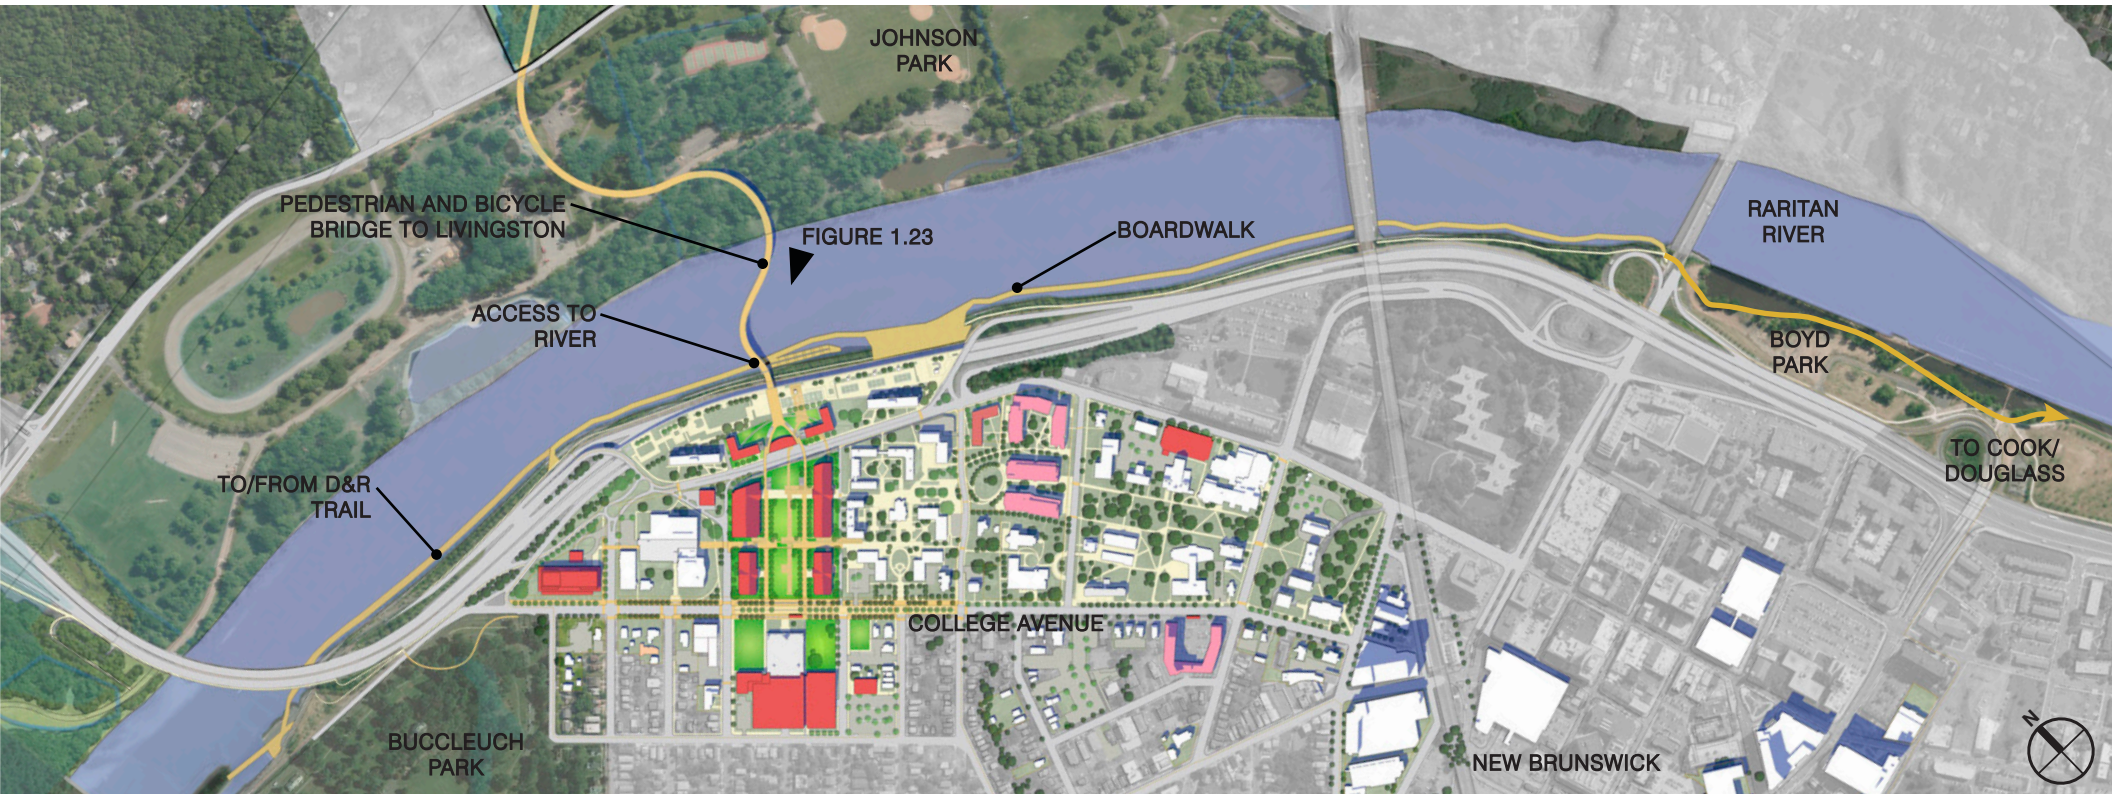 JOHNSON
PARK
PEDESTRIAN AND BICYCLE
BRIDGE TO LIVINGSTON
FIGURE 1.23
BOARDWALK
RARITAN
RIVER
ACCESS TO
RIVER
BOYD
PARK
TO COOK/
DOUGLASS
TO/FROM D&R
TRAIL
COLLEGE AVENUE
BUCCLEUCH
PARK
NEW BRUNSWICK
N